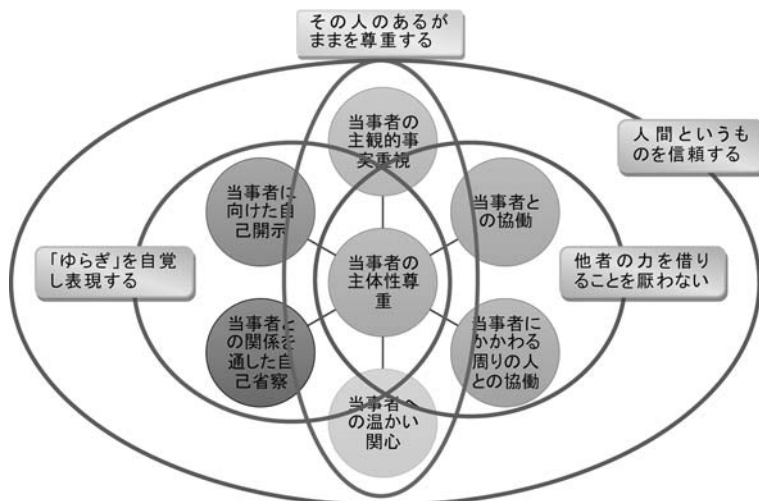 その人のあるが
ままを尊重する
人間というも
のを信頼する
当事者の
主観的事
実重視
当事者に
向けた自
己開示
当事者と
の協働
「ゆらぎ」を自覚
し表現する
当事者の
主体性尊
重
他者の力を借り
ることを厭わない
当事者と
の関係を
通した自
己省察
当事者に
かかわる
周りの人
との協働
当事者へ
の温かい
関心